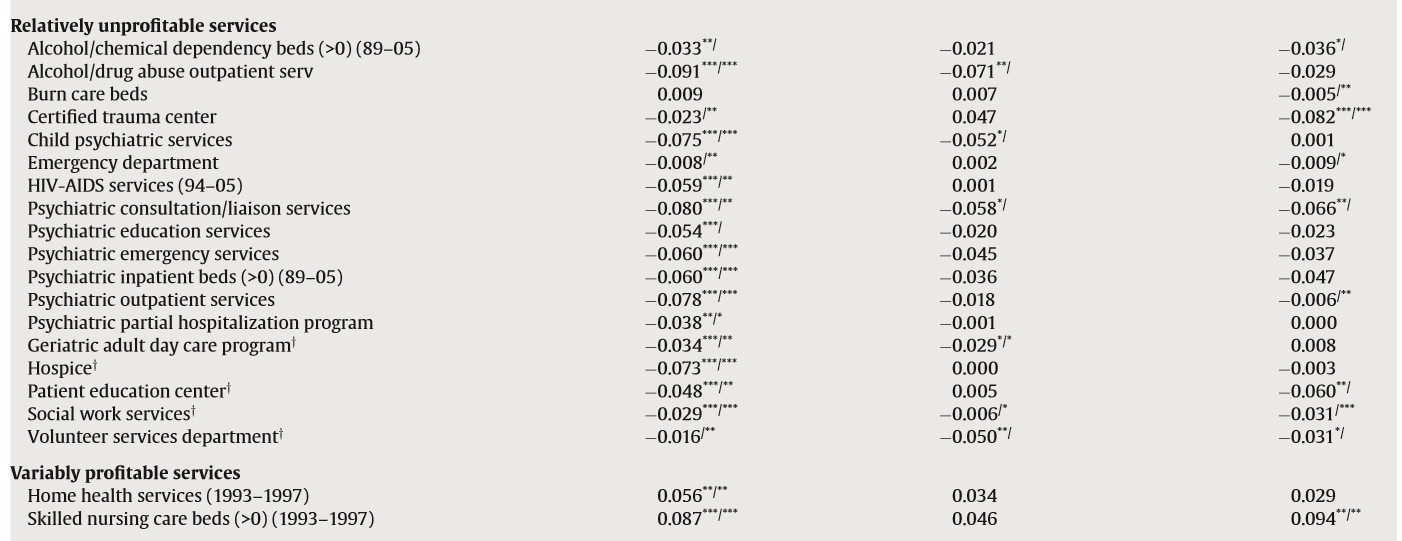 Relatively unprofitable services
Alcohol/chemical dependency beds (>0) (89–05) −0.033**/ −0.021 −0.036*/
Alcohol/drug abuse outpatient serv −0.091***/*** −0.071**/ −0.029
Burn care beds 0.009 0.007 −0.005/**
Certified trauma center −0.023/** 0.047 −0.082***/***
Child psychiatric services −0.075***/*** −0.052*/ 0.001
Emergency department −0.008/** 0.002 −0.009/*
HIV-AIDS services (94–05) −0.059***/** 0.001 −0.019
Psychiatric consultation/liaison services −0.080***/** −0.058*/ −0.066**/
Psychiatric education services −0.054***/ −0.020 −0.023
Psychiatric emergency services −0.060***/*** −0.045 −0.037
Psychiatric inpatient beds (>0) (89–05) −0.060***/*** −0.036 −0.047
Psychiatric outpatient services −0.078***/*** −0.018 −0.006/**
Psychiatric partial hospitalization program −0.038**/* −0.001 0.000
Geriatric adult day care program† −0.034***/** −0.029*/* 0.008
Hospice† −0.073***/*** 0.000 −0.003
Patient education center† −0.048***/** 0.005 −0.060**/
Social work services† −0.029***/*** −0.006/* −0.031/***
Volunteer services department† −0.016/** −0.050**/ −0.031*/
Variably profitable services
Home health services (1993–1997) 0.056**/** 0.034 0.029
Skilled nursing care beds (>0) (1993–1997) 0.087***/*** 0.046 0.094**/**